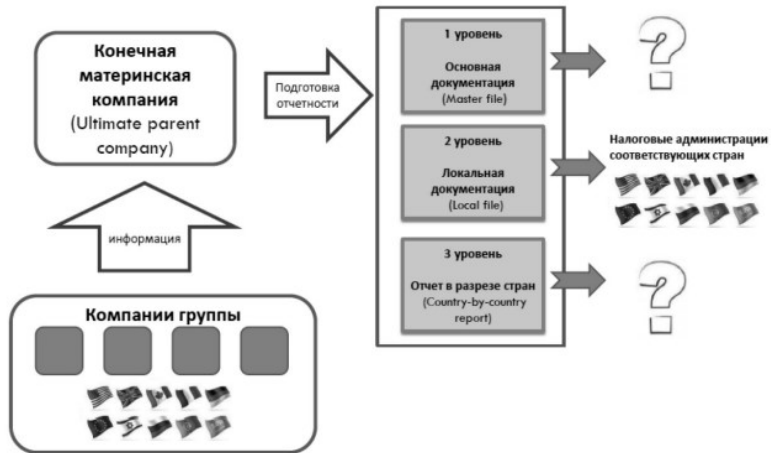 Конечная
материнская
компания
(Ultimate parent
company)
информация
Компании группы
Подготовка
отчетности
1 уровень
Основная
документация
(Master file)
?
2 уровень
Локальная
документация
(Local file)
Налоговые администрации
соответствующих стран
3 уровень
Отчет в разрезе стран
(Country-by-country
report)
?